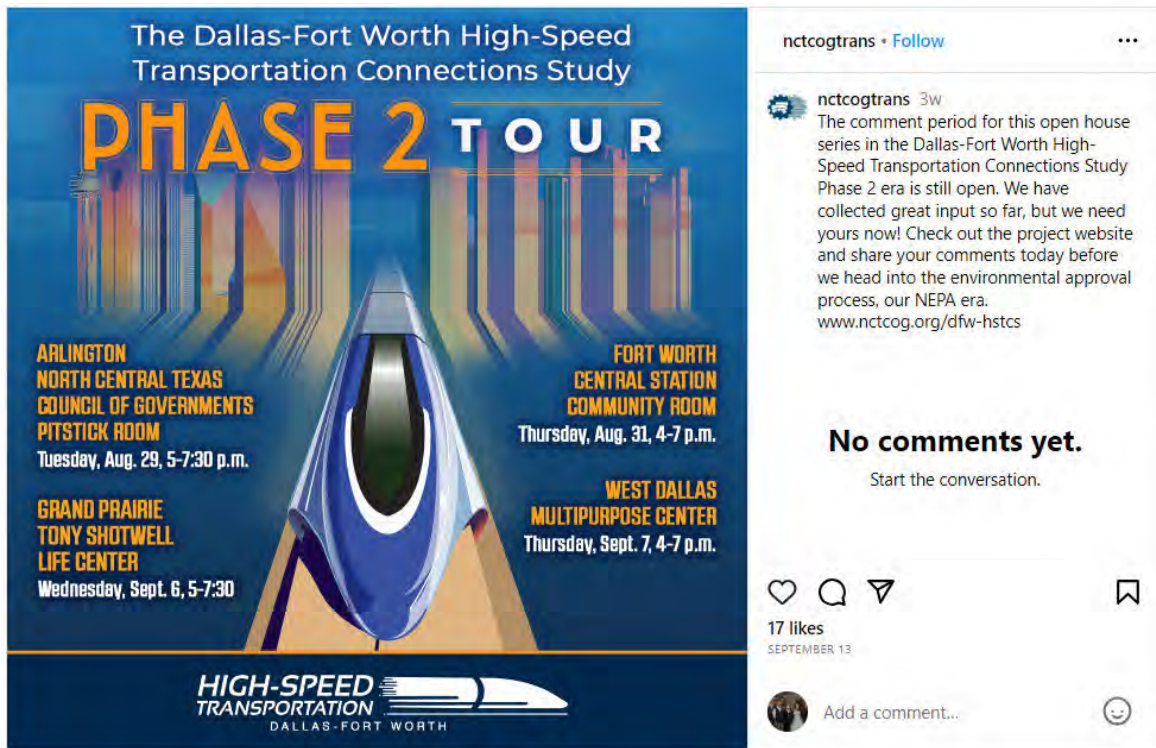 The Dallas-Fort Worth High-Speed
Transportation Connections Study
PHASE 2 TOUR
ARLINGTON
NORTH CENTRAL TEXAS
COUNCIL OF GOVERNMENTS
PITSTICK ROOM
Tuesday, Aug. 29, 5-7:30 p.m.
GRAND PRAIRIE
TONY SHOTWELL
LIFE CENTER
Wednesday, Sept. 6, 5-7:30
FORT WORTH
CENTRAL STATION
COMMUNITY ROOM
Thursday, Aug. 31, 4-7 p.m.
WEST DALLAS
MULTIPURPOSE CENTER
Thursday, Sept. 7, 4-7 p.m.
HIGH-SPEED
TRANSPORTATION
DALLAS-FORT WORTH
nctcogtrans • Follow
nctcogtrans 3w
The comment period for this open house
series in the Dallas-Fort Worth High-
Speed Transportation Connections Study
Phase 2 era is still open. We have
collected great input so far, but we need
yours now! Check out the project website
and share your comments today before
we head into the environmental approval
process, our NEPA era.
www.nctcog.org/dfw-hstcs
No comments yet.
Start the conversation.
17 likes
SEPTEMBER 13
Add a comment...